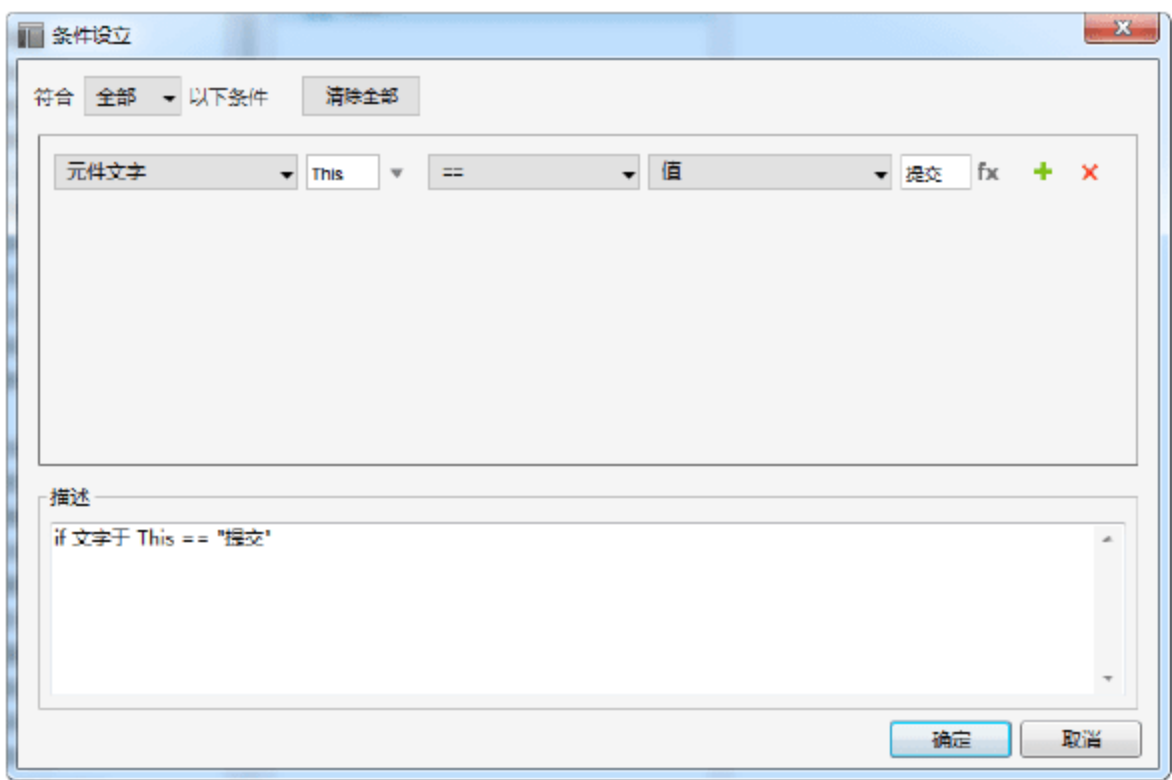 条件设立
符合 全部 以下条件 清除全部
元件文字 This == 值 提交 fx
描述
if 文字于 This == "提交"
确定 取消